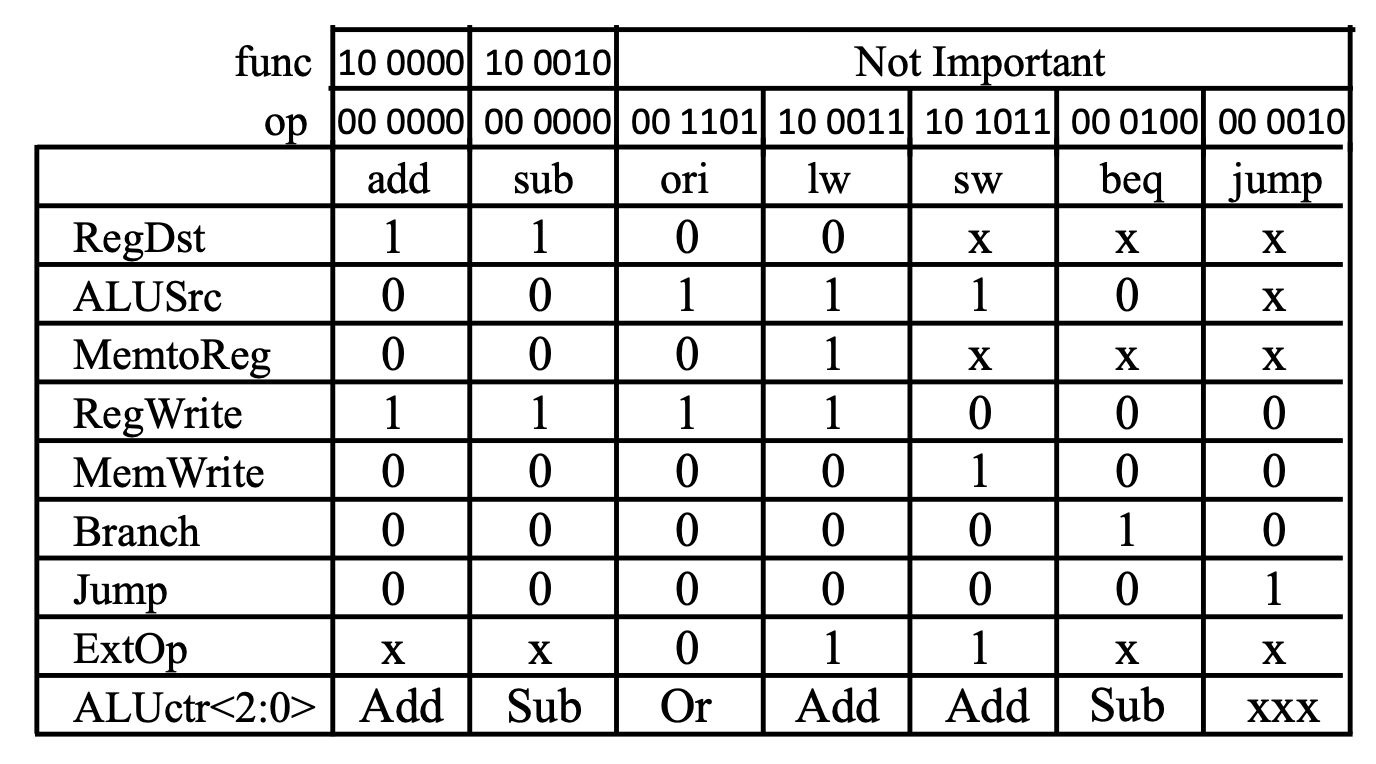 func 10 0000 10 0010 Not Important
op 00 0000 00 0000 00 1101 10 0011 10 1011 00 0100 00 0010
add sub ori lw sw beq jump
RegDst 1 1 0 0 x x x
ALUSrc 0 0 1 1 1 0 x
MemtoReg 0 0 0 1 x x x
RegWrite 1 1 1 1 0 0 0
MemWrite 0 0 0 0 1 0 0
Branch 0 0 0 0 0 1 0
Jump 0 0 0 0 0 0 1
ExtOp x x 0 1 1 x x
ALUctr<2:0> Add Sub Or Add Add Sub xxx